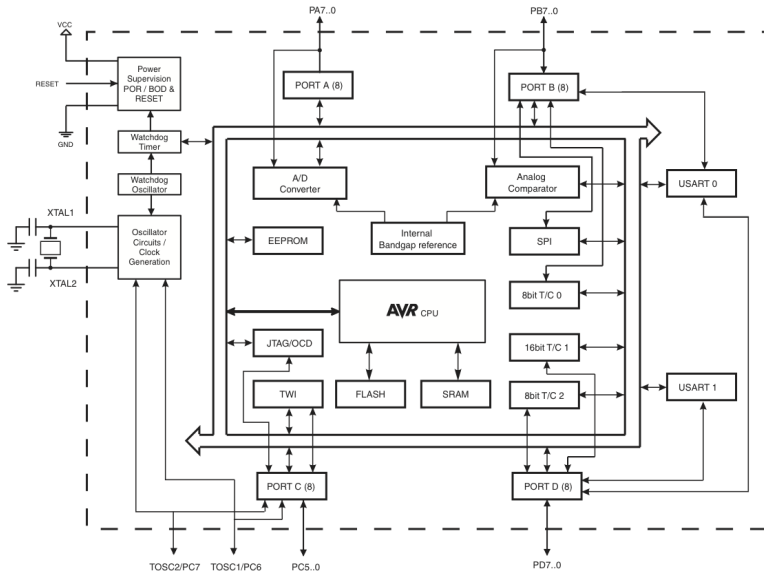 PA7..0
PB7..0
VCC
RESET
GND
Power
Supervision
POR / BOD &
RESET
PORT A (8)
PORT B (8)
Watchdog
Timer
Watchdog
Oscillator
A/D
Converter
Analog
Comparator
USART 0
XTAL1
XTAL2
Oscillator
Circuits /
Clock
Generation
EEPROM
Internal
Bandgap reference
SPI
AVR CPU
8bit T/C 0
JTAG/OCD
16bit T/C 1
TWI
FLASH
SRAM
8bit T/C 2
USART 1
PORT C (8)
PORT D (8)
TOSC2/PC7
TOSC1/PC6
PC5..0
PD7..0